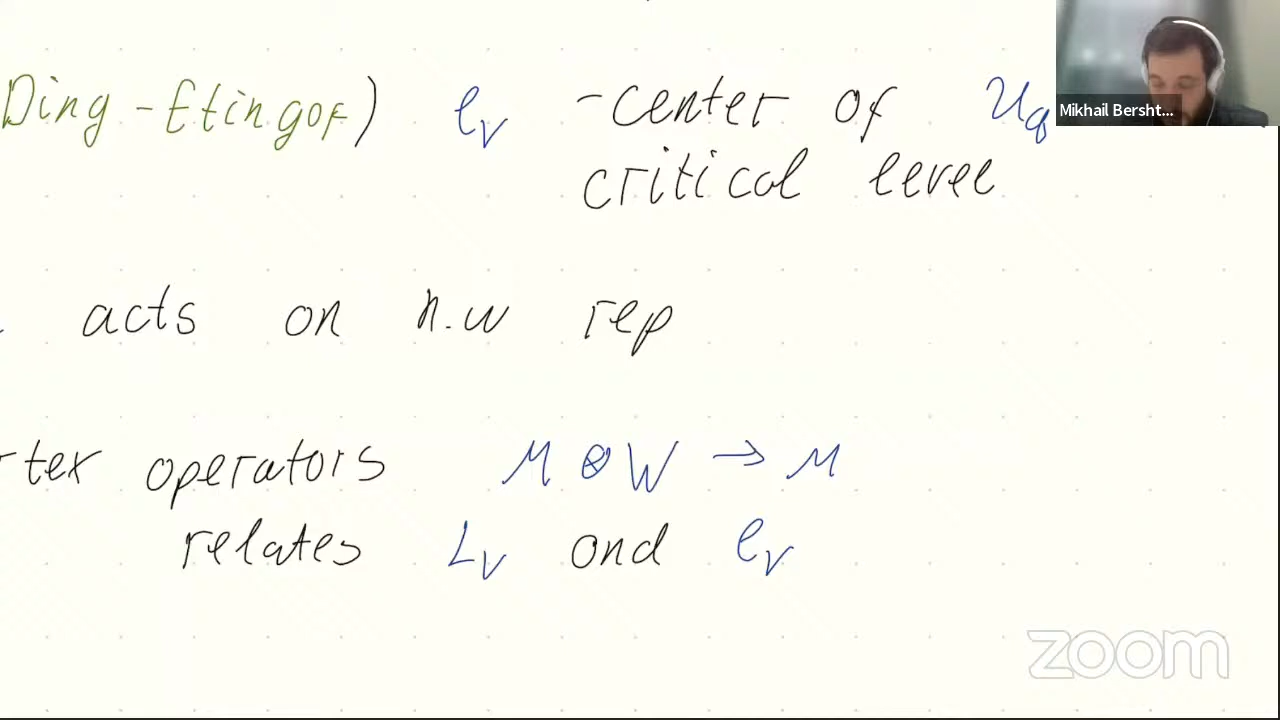 Ding - Etingof) ℓ_V - center of U_q
critical level
acts on h.w rep
rtex operators M ⊗ W → M
relates L_V and ℓ_V
Mikhail Bersht...
zoom